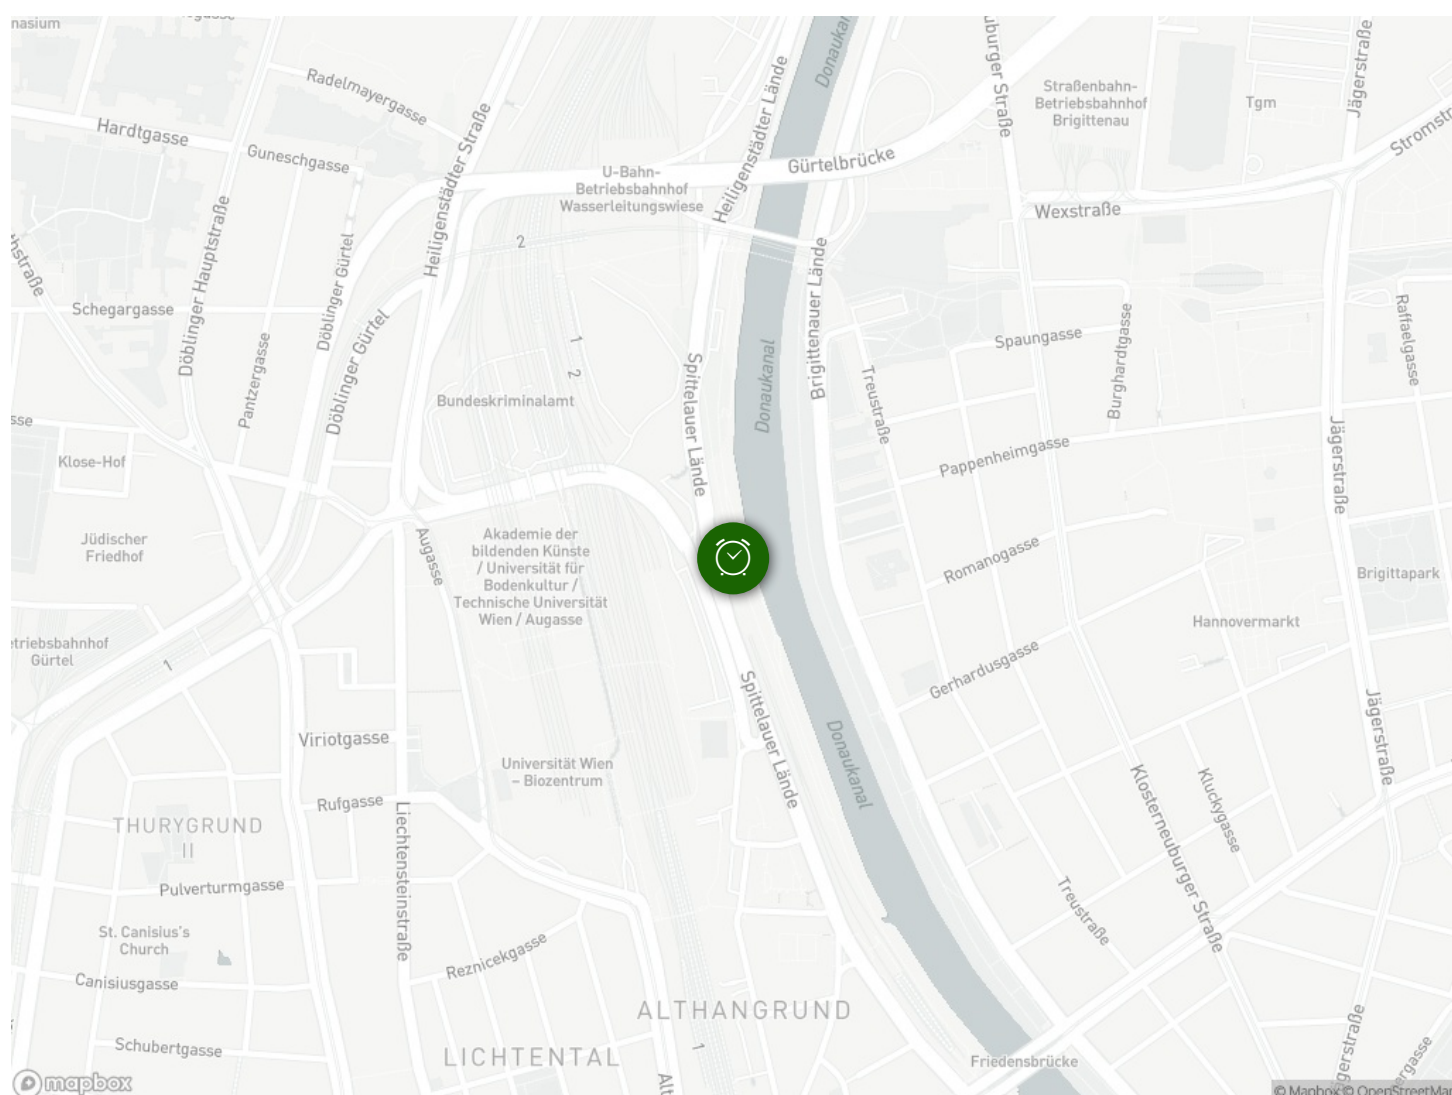 Donaukanal
Jägerstraße
Radelmayergasse
Straßenbahn-
Betriebsbahnhof
Brigittenau
Tgm
Stromstr
Hardtgasse
Guneschgasse
Heiligenstädter Straße
Heiligenstädter Lände
Gürtelbrücke
U-Bahn-
Betriebsbahnhof
Wasserleitungswiese
Wexstraße
2
Döblinger Hauptstraße
Döblinger Gürtel
Döblinger Gürtel
Schegargasse
Pantzergasse
1
2
Spittelauer Lände
Donaukanal
Brigittenauer Lände
Treustraße
Spaungasse
Burghardtgasse
Raffaelgasse
Bundeskriminalamt
Klose-Hof
Pappenheimgasse
Jägerstraße
Jüdischer
Friedhof
Augasse
Akademie der
bildenden Künste
/ Universität für
Bodenkultur /
Technische Universität
Wien / Augasse
Romanogasse
Brigittapark
Hannovermarkt
etriebsbahnhof
Gürtel
1
Gerhardusgasse
Spittelauer Lände
Donaukanal
Jägerstraße
Viriotgasse
Universität Wien
– Biozentrum
Rufgasse
Liechtensteinstraße
Klosterneuburger Straße
Kluckygasse
THURYGRUND
II
Pulverturmgasse
Treustraße
St. Canisius's
Church
Canisiusgasse
Reznicekgasse
ALTHANGRUND
Schubertgasse
LICHTENTAL
1
Friedensbrücke
mapbox
© Mapbox © OpenStreetMap